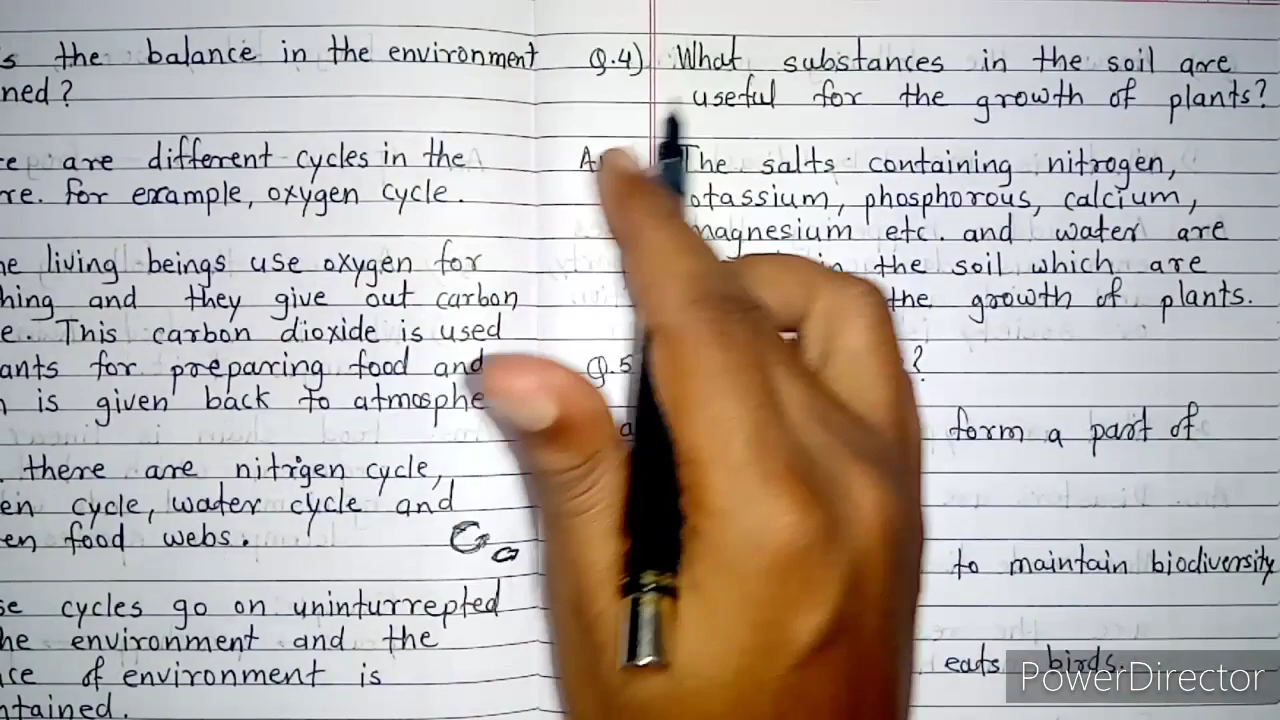 the balance in the environment
ned?
are different cycles in the
re. for example, oxygen cycle.
living beings use oxygen for
hing and they give out carbon
e. This carbon dioxide is used
ants for preparing food and
is given back to atmosphe
there are nitrigen cycle,
en cycle, water cycle and
en food webs.
se cycles go on uninturrepted
he environment and the
ce of environment is
ntained.
Q.4) What substances in the soil are
useful for the growth of plants?
The salts containing nitrogen,
otassium, phosphorous, calcium,
magnesium etc. and water are
in the soil which are
the growth of plants.
Q.5 ?
form a part of
to maintain biodiversity
eats birds.
PowerDirector